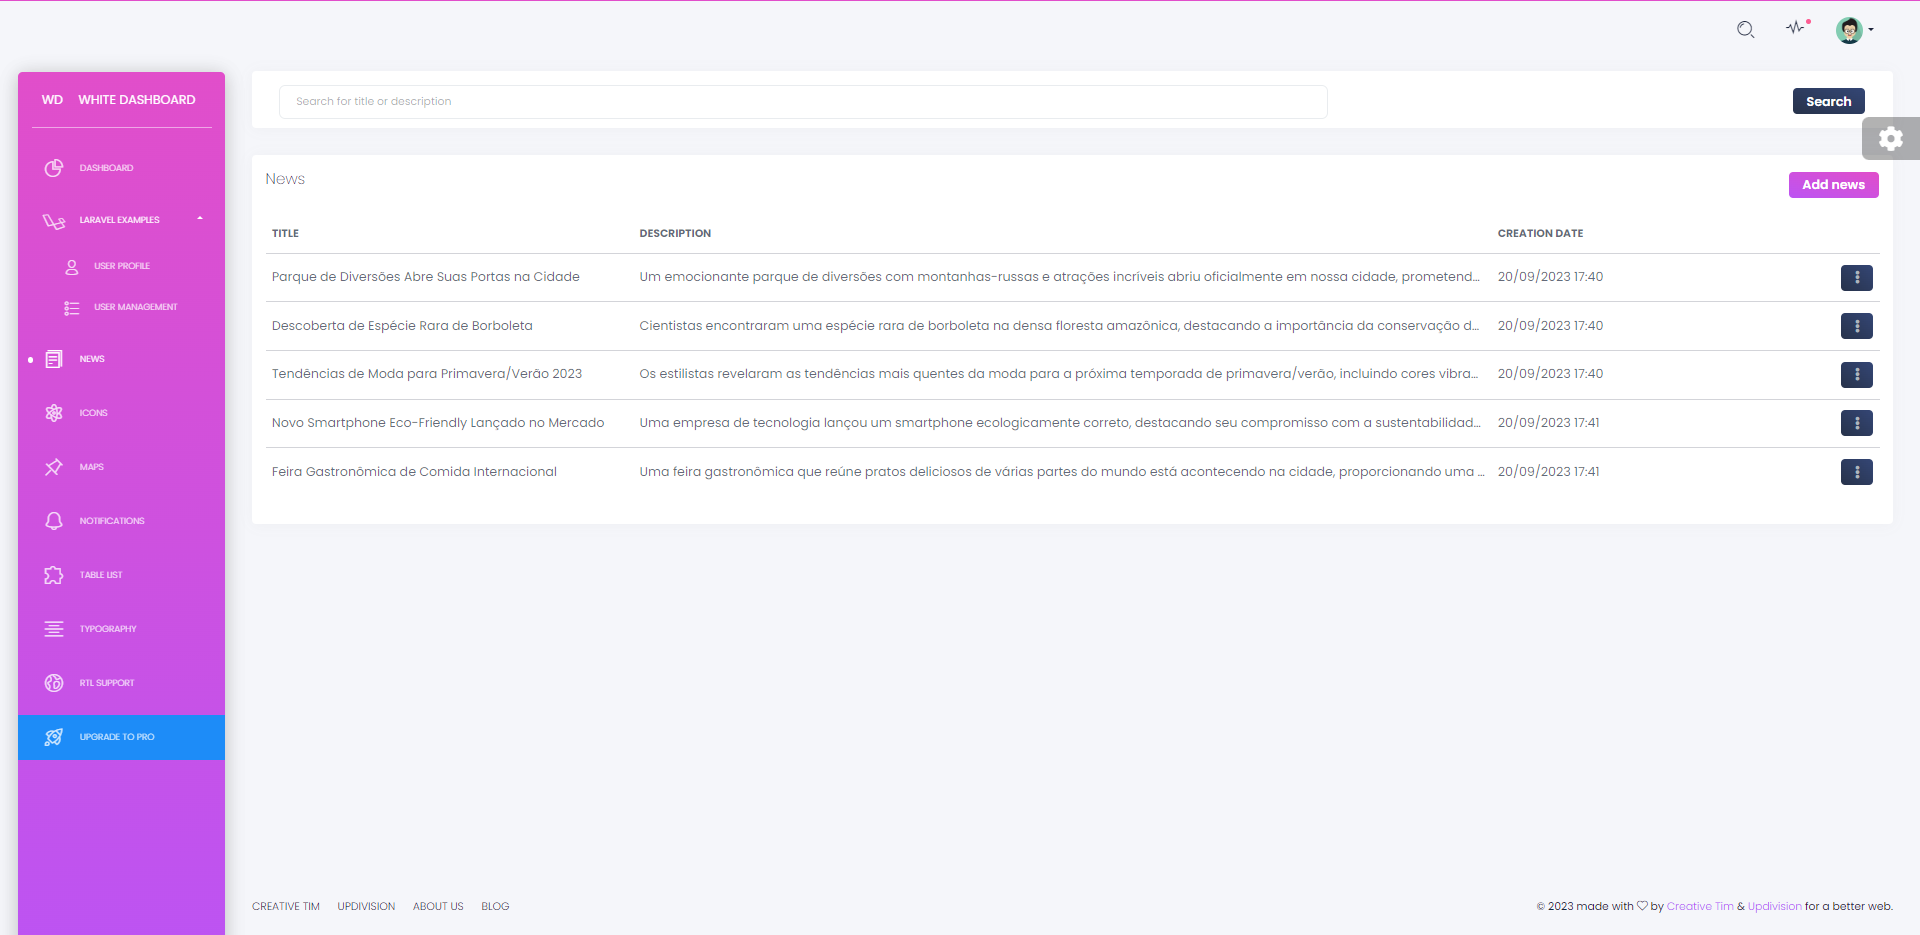 WD WHITE DASHBOARD
DASHBOARD
LARAVEL EXAMPLES
USER PROFILE
USER MANAGEMENT
NEWS
ICONS
MAPS
NOTIFICATIONS
TABLE LIST
TYPOGRAPHY
RTL SUPPORT
UPGRADE TO PRO
Search for title or description
Search
News
Add news
TITLE DESCRIPTION CREATION DATE
Parque de Diversões Abre Suas Portas na Cidade Um emocionante parque de diversões com montanhas-russas e atrações incríveis abriu oficialmente em nossa cidade, prometend... 20/09/2023 17:40
Descoberta de Espécie Rara de Borboleta Cientistas encontraram uma espécie rara de borboleta na densa floresta amazônica, destacando a importância da conservação d... 20/09/2023 17:40
Tendências de Moda para Primavera/Verão 2023 Os estilistas revelaram as tendências mais quentes da moda para a próxima temporada de primavera/verão, incluindo cores vibra... 20/09/2023 17:40
Novo Smartphone Eco-Friendly Lançado no Mercado Uma empresa de tecnologia lançou um smartphone ecologicamente correto, destacando seu compromisso com a sustentabilidad... 20/09/2023 17:41
Feira Gastronômica de Comida Internacional Uma feira gastronômica que reúne pratos deliciosos de várias partes do mundo está acontecendo na cidade, proporcionando uma ... 20/09/2023 17:41
CREATIVE TIM UPDIVISION ABOUT US BLOG
© 2023 made with ♡ by Creative Tim & Updivision for a better web.